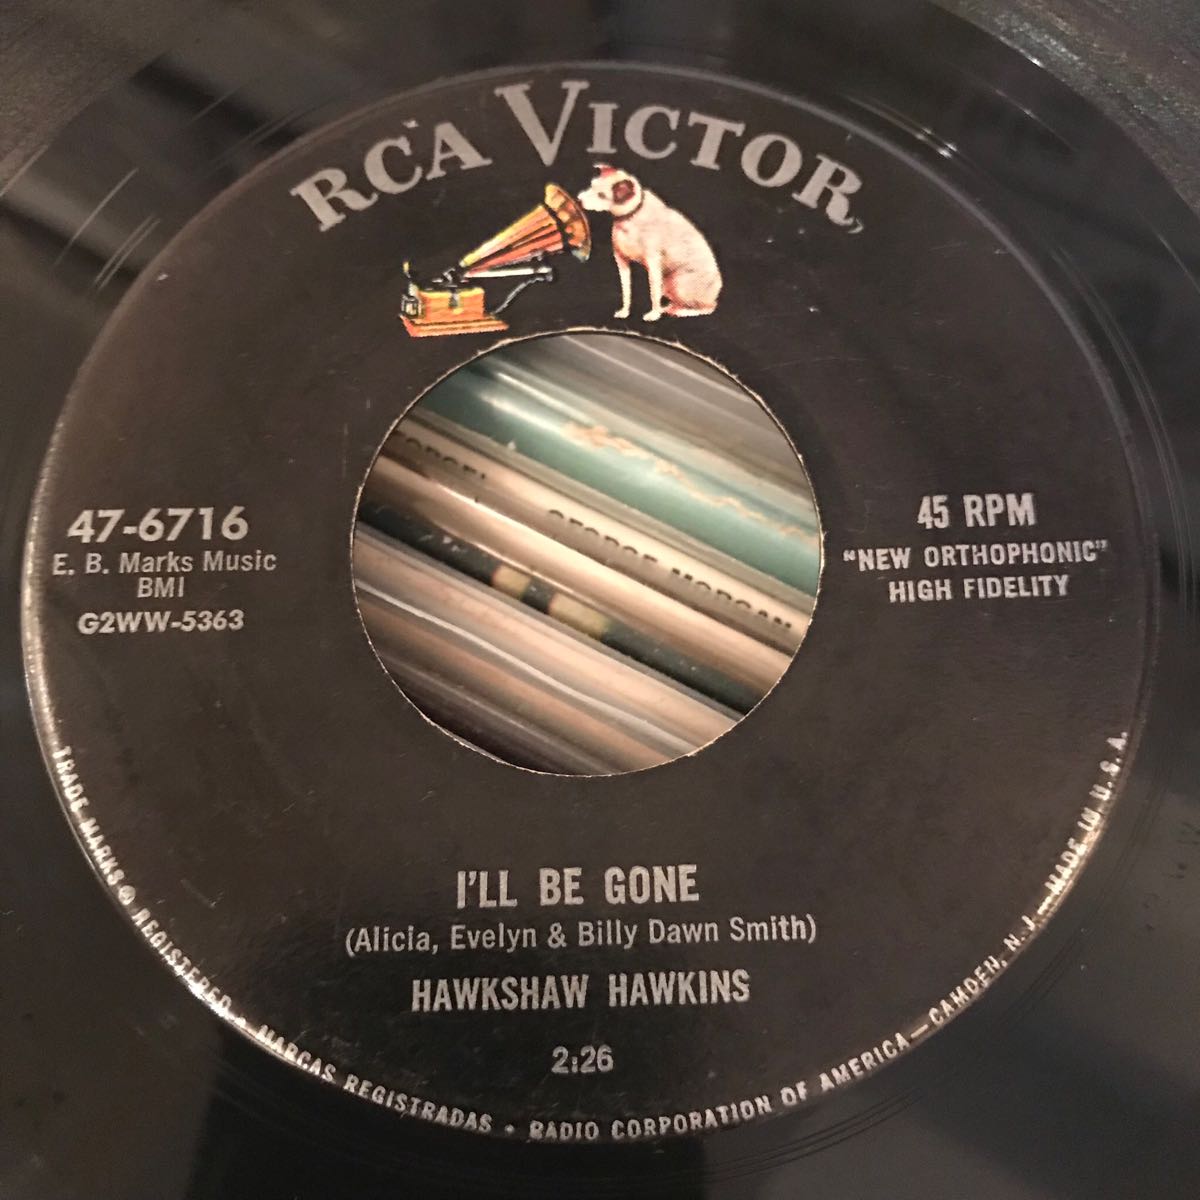 RCA VICTOR
47-6716
E. B. Marks Music
BMI
G2WW-5363
45 RPM
"NEW ORTHOPHONIC"
HIGH FIDELITY
GEORGE MORGAN
I'LL BE GONE
(Alicia, Evelyn & Billy Dawn Smith)
HAWKSHAW HAWKINS
2:26
TRADE MARKS ® REGISTERED • MARCAS REGISTRADAS • RADIO CORPORATION OF AMERICA—CAMDEN, N. J.—MADE IN U.S.A.